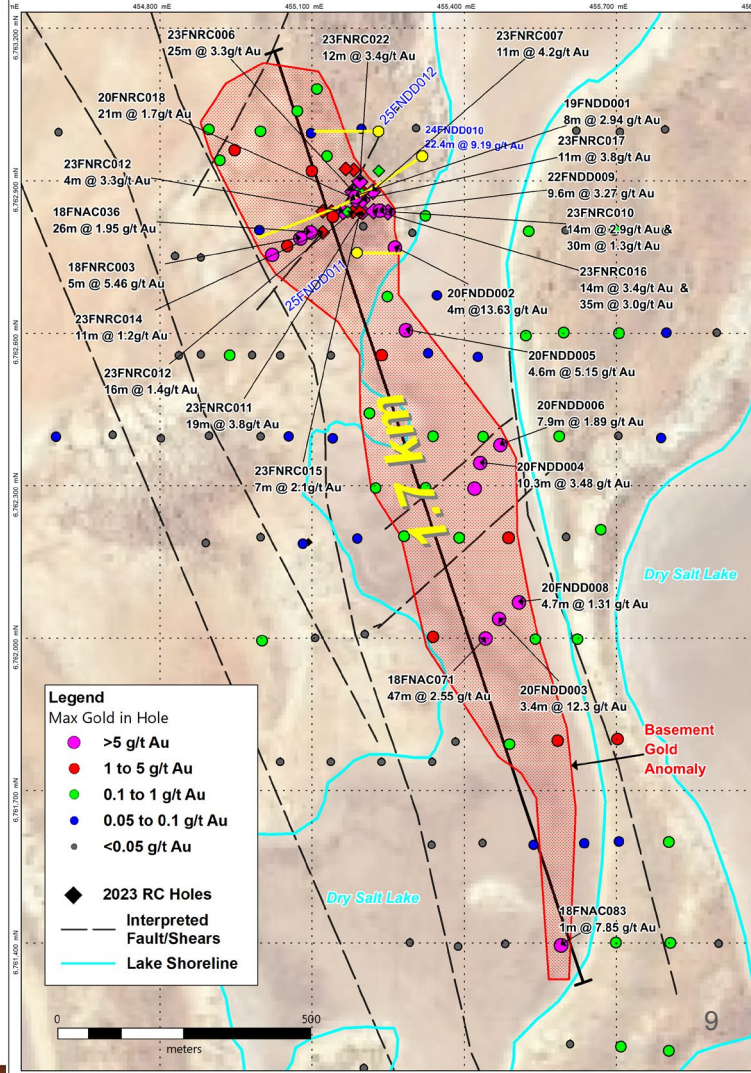 mE
454,800 mE
455,100 mE
455,400 mE
455,700 mE
6,763,200 mN
6,762,900 mN
6,762,600 mN
6,762,300 mN
6,762,000 mN
6,761,700 mN
6,761,400 mN
23FNRC006
25m @ 3.3g/t Au
23FNRC022
12m @ 3.4g/t Au
23FNRC007
11m @ 4.2g/t Au
25FNDD012
20FNRC018
21m @ 1.7g/t Au
24FNDD010
22.4m @ 9.19 g/t Au
19FNDD001
8m @ 2.94 g/t Au
23FNRC017
11m @ 3.8g/t Au
22FNDD009
9.6m @ 3.27 g/t Au
23FNRC012
4m @ 3.3g/t Au
23FNRC010
14m @ 2.9g/t Au &
30m @ 1.3g/t Au
18FNAC036
26m @ 1.95 g/t Au
23FNRC016
14m @ 3.4g/t Au &
35m @ 3.0g/t Au
18FNRC003
5m @ 5.46 g/t Au
25FNDD011
20FNDD002
4m @13.63 g/t Au
23FNRC014
11m @ 1.2g/t Au
20FNDD005
4.6m @ 5.15 g/t Au
23FNRC012
16m @ 1.4g/t Au
23FNRC011
19m @ 3.8g/t Au
20FNDD006
7.9m @ 1.89 g/t Au
1.7 km
23FNRC015
7m @ 2.1g/t Au
20FNDD004
10.3m @ 3.48 g/t Au
Dry Salt Lake
20FNDD008
4.7m @ 1.31 g/t Au
18FNAC071
47m @ 2.55 g/t Au
20FNDD003
3.4m @ 12.3 g/t Au
Basement
Gold
Anomaly
Legend
Max Gold in Hole
>5 g/t Au
1 to 5 g/t Au
0.1 to 1 g/t Au
0.05 to 0.1 g/t Au
<0.05 g/t Au
2023 RC Holes
Interpreted
Fault/Shears
Lake Shoreline
Dry Salt Lake
18FNAC083
1m @ 7.85 g/t Au
0 500
meters
9